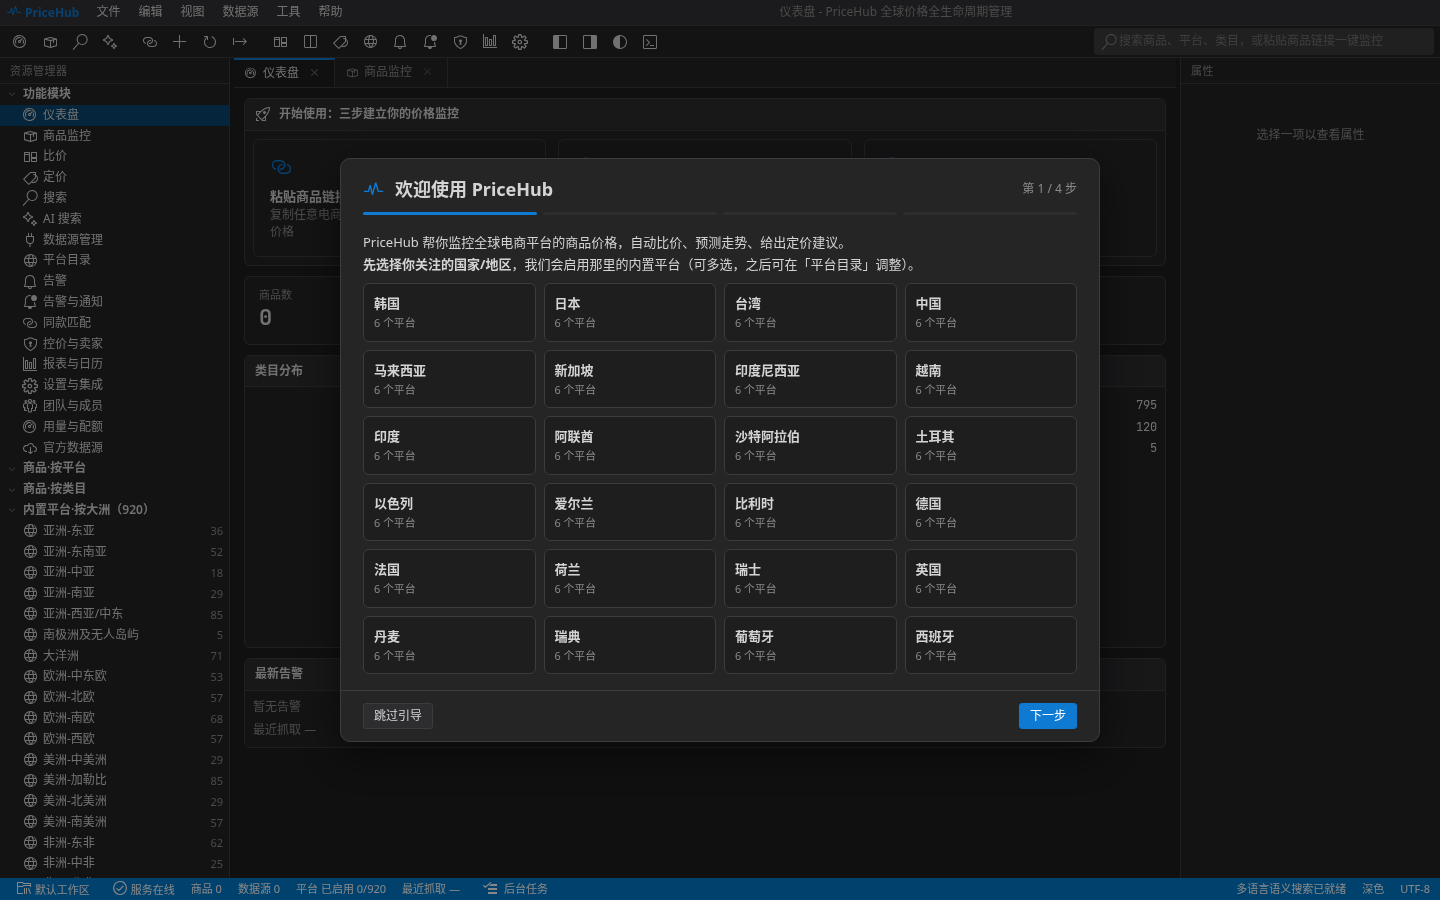 PriceHub 文件 编辑 视图 数据源 工具 帮助
仪表盘 - PriceHub 全球价格全生命周期管理
搜索商品、平台、类目，或粘贴商品链接一键监控
资源管理器
功能模块
仪表盘
商品监控
比价
定价
搜索
AI 搜索
数据源管理
平台目录
告警
告警与通知
同款匹配
控价与卖家
报表与日历
设置与集成
团队与成员
用量与配额
官方数据源
商品·按平台
商品·按类目
内置平台·按大洲（920）
亚洲-东亚 36
亚洲-东南亚 52
亚洲-中亚 18
亚洲-南亚 29
亚洲-西亚/中东 85
南极洲及无人岛屿 5
大洋洲 71
欧洲-中东欧 53
欧洲-北欧 57
欧洲-南欧 68
欧洲-西欧 57
美洲-中美洲 29
美洲-加勒比 85
美洲-北美洲 29
美洲-南美洲 57
非洲-东非 62
非洲-中非 25
仪表盘
商品监控
开始使用：三步建立你的价格监控
粘贴商品链接
复制任意电商
价格
商品数
0
类目分布
795
120
5
最新告警
暂无告警
最近抓取 —
属性
选择一项以查看属性
欢迎使用 PriceHub
第 1 / 4 步
PriceHub 帮你监控全球电商平台的商品价格，自动比价、预测走势、给出定价建议。
先选择你关注的国家/地区，我们会启用那里的内置平台（可多选，之后可在「平台目录」调整）。
韩国
6 个平台
日本
6 个平台
台湾
6 个平台
中国
6 个平台
马来西亚
6 个平台
新加坡
6 个平台
印度尼西亚
6 个平台
越南
6 个平台
印度
6 个平台
阿联酋
6 个平台
沙特阿拉伯
6 个平台
土耳其
6 个平台
以色列
6 个平台
爱尔兰
6 个平台
比利时
6 个平台
德国
6 个平台
法国
6 个平台
荷兰
6 个平台
瑞士
6 个平台
英国
6 个平台
丹麦
6 个平台
瑞典
6 个平台
葡萄牙
6 个平台
西班牙
6 个平台
跳过引导
下一步
默认工作区 服务在线 商品 0 数据源 0 平台 已启用 0/920 最近抓取 — 后台任务
多语言语义搜索已就绪 深色 UTF-8